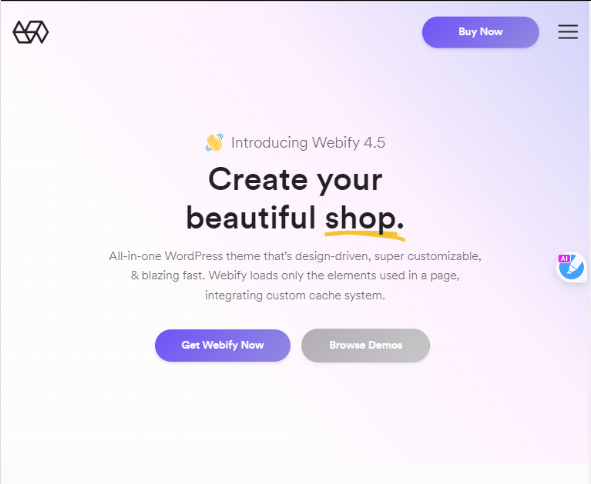 Buy Now
Introducing Webify 4.5
Create your
beautiful shop.
All-in-one WordPress theme that's design-driven, super customizable,
& blazing fast. Webify loads only the elements used in a page,
integrating custom cache system.
AI
Get Webify Now
Browse Demos